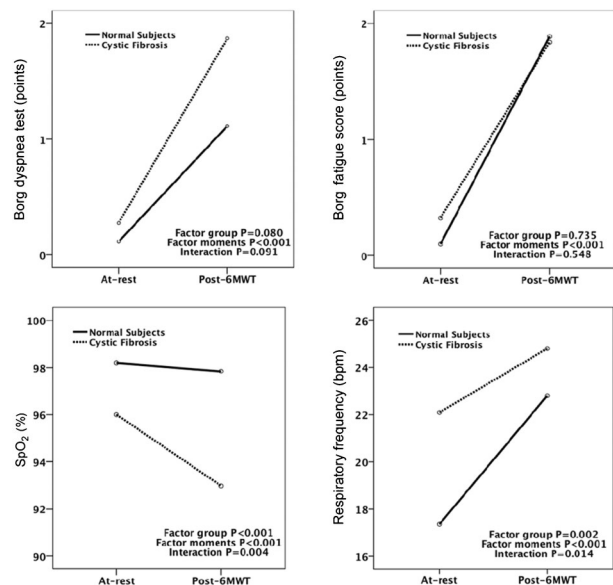 2
1
0
Borg dyspnea test (points)
Normal Subjects
Cystic Fibrosis
Factor group P=0.080
Factor moments P<0.001
Interaction P=0.091
At-rest Post-6MWT
2
1
0
Borg fatigue score (points)
Normal Subjects
Cystic Fibrosis
Factor group P=0.735
Factor moments P<0.001
Interaction P=0.548
At-rest Post-6MWT
100
98
96
93
92
90
SpO₂ (%)
Normal Subjects
Cystic Fibrosis
Factor group P<0.001
Factor moments P<0.001
Interaction P=0.004
At-rest Post-6MWT
26
24
22
20
18
16
Respiratory frequency (bpm)
Normal Subjects
Cystic Fibrosis
Factor group P=0.002
Factor moments P<0.001
Interaction P=0.014
At-rest Post-6MWT